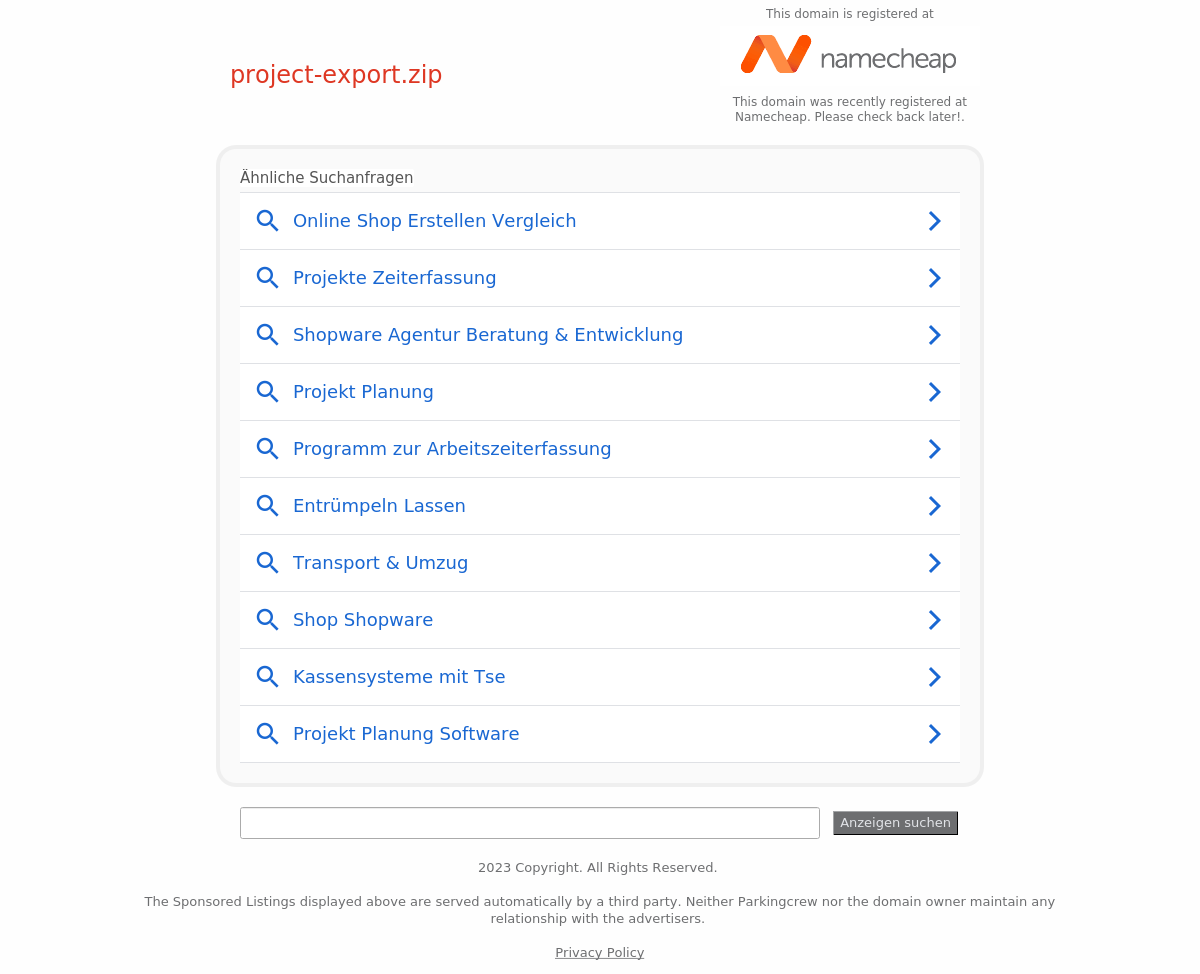 This domain is registered at
namecheap
project-export.zip
This domain was recently registered at
Namecheap. Please check back later!.
Ähnliche Suchanfragen
Online Shop Erstellen Vergleich
Projekte Zeiterfassung
Shopware Agentur Beratung & Entwicklung
Projekt Planung
Programm zur Arbeitszeiterfassung
Entrümpeln Lassen
Transport & Umzug
Shop Shopware
Kassensysteme mit Tse
Projekt Planung Software
Anzeigen suchen
2023 Copyright. All Rights Reserved.
The Sponsored Listings displayed above are served automatically by a third party. Neither Parkingcrew nor the domain owner maintain any
relationship with the advertisers.
Privacy Policy